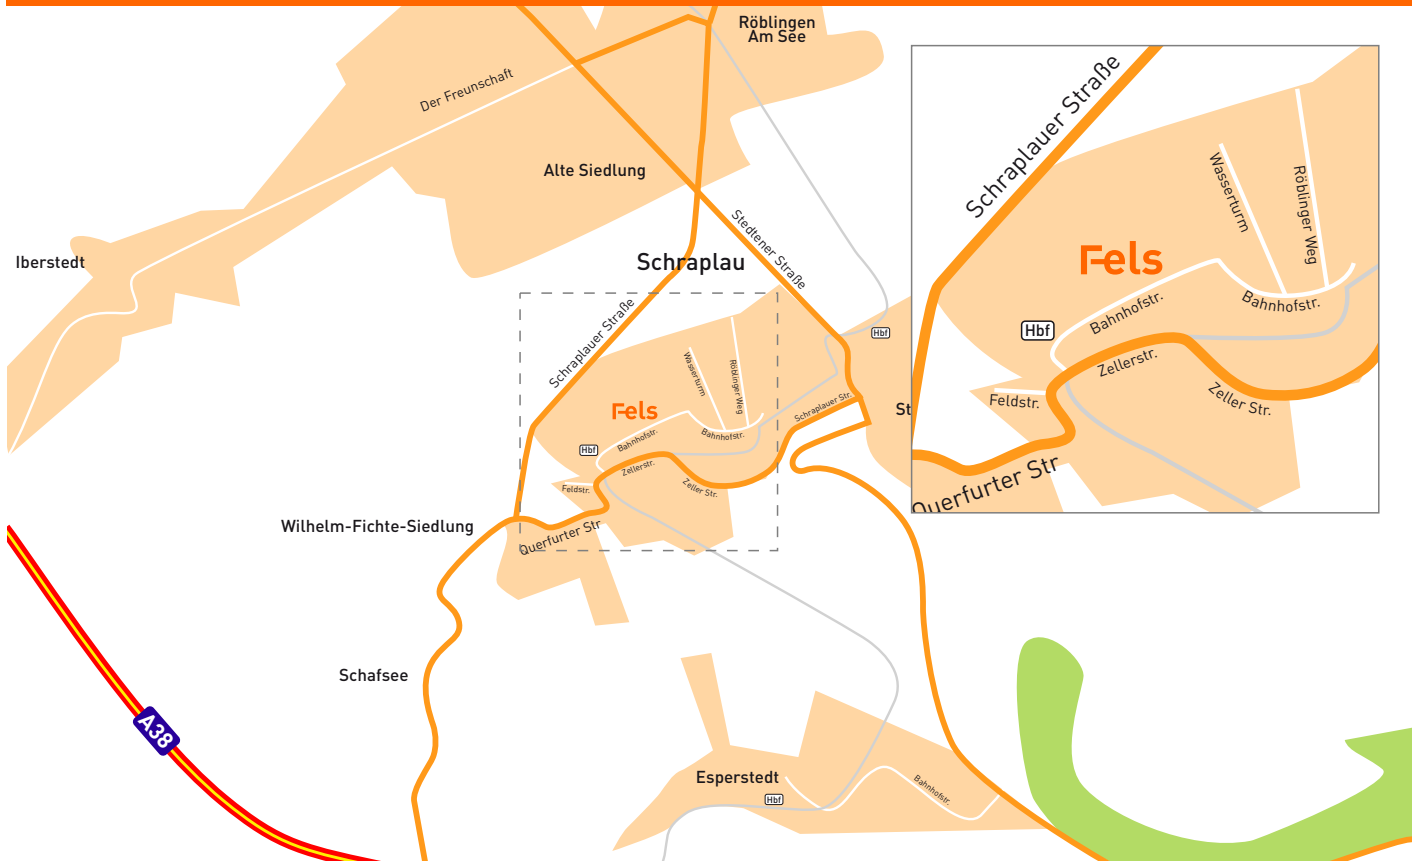 Röblingen
Am See
Der Freunschaft
Alte Siedlung
Iberstedt
Stedtener Straße
Schraplau
Schraplauer Straße
Hbf
Wasserturm
Röblinger Weg
Fels
Schraplauer Str.
St
Bahnhofstr.
Bahnhofstr.
Hbf
Zellerstr.
Zeller Str.
Feldstr.
Wilhelm-Fichte-Siedlung
Querfurter Str
Schafsee
A38
Esperstedt
Hbf
Bahnhofstr.
Schraplauer Straße
Wasserturm
Röblinger Weg
Fels
Bahnhofstr.
Bahnhofstr.
Hbf
Zellerstr.
Zeller Str.
Feldstr.
Querfurter Str